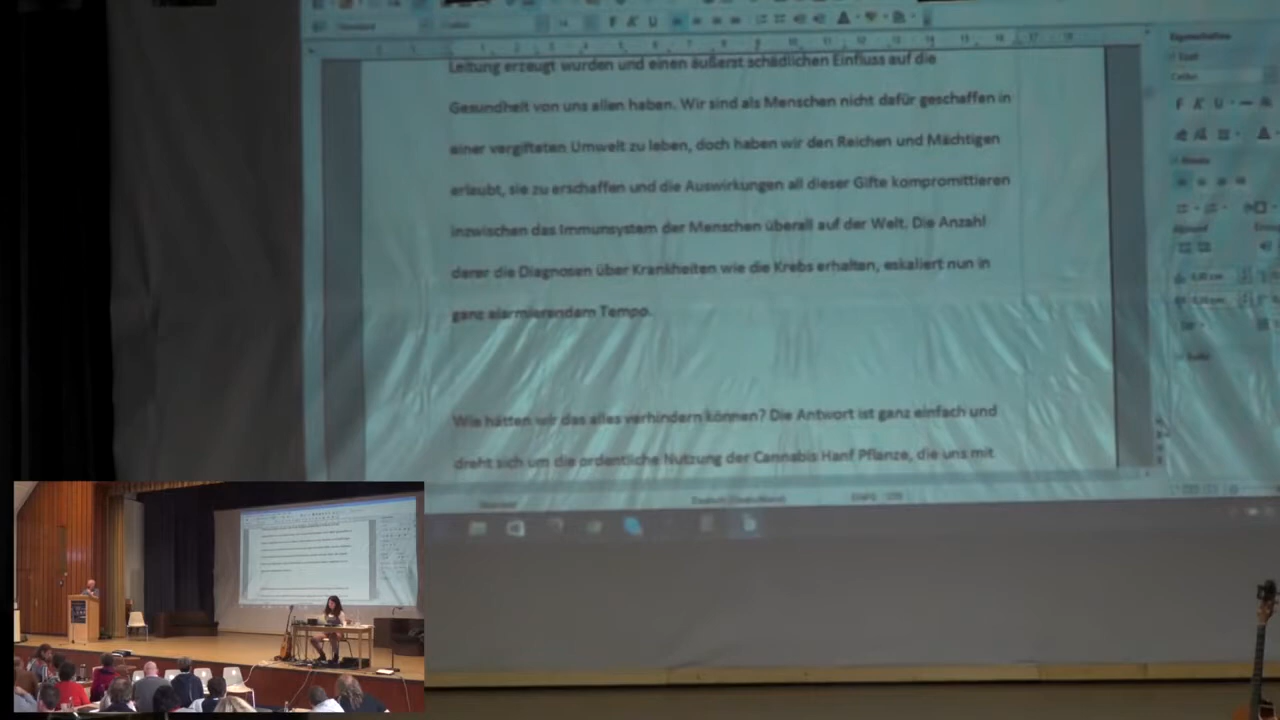 Leitung erzeugt wurden und einen äußerst schädlichen Einfluss auf die
Gesundheit von uns allen haben. Wir sind als Menschen nicht dafür geschaffen in
einer vergifteten Umwelt zu leben, doch haben wir den Reichen und Mächtigen
erlaubt, sie zu erschaffen und die Auswirkungen all dieser Gifte kompromittieren
inzwischen das Immunsystem der Menschen überall auf der Welt. Die Anzahl
derer die Diagnosen über Krankheiten wie die Krebs erhalten, eskaliert nun in
ganz alarmierendem Tempo.
Wie hätten wir das alles verhindern können? Die Antwort ist ganz einfach und
dreht sich um die ordentliche Nutzung der Cannabis Hanf Pflanze, die uns mit